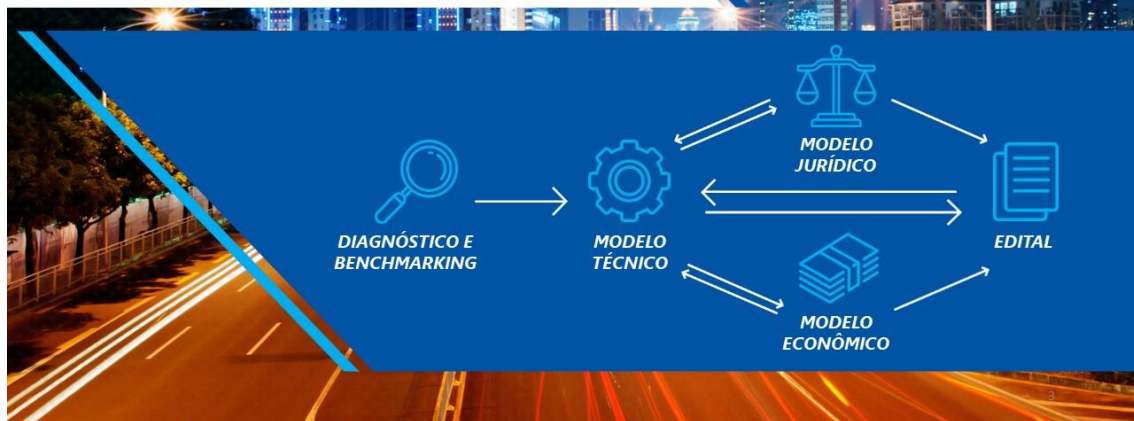 DIAGNÓSTICO E
BENCHMARKING
MODELO
TÉCNICO
MODELO
JURÍDICO
MODELO
ECONÔMICO
EDITAL
3